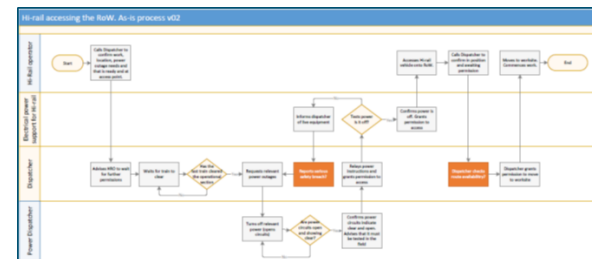 Hi-rail accessing the RoW. As-is process v02
Hi-Rail operator
Start
Calls Dispatcher to
confirm work,
location, power
outage needs and
that is ready and at
access point
Accesses Hi-rail
vehicle onto RoW
Calls Dispatcher to
confirm in position
and awaiting
permission
Moves to worksite
Commences work.
End
Electrical power
support for Hi-rail
Informs dispatcher
of live equipment
Tests power
is it off?
Confirms power is
off. Grants
permission to
access
Dispatcher
Advises HRO to wait
for further
permissions
Waits for train to
clear
Has the
train cleared
the operational
section
Requests relevant
power outages
Reports serious
safety breach?
Relays power
instructions and
grants permission to
access
Dispatcher checks
route availability?
Dispatcher grants
permission to move
to worksite
Power Dispatcher
Turns off relevant
power (opens
circuits)
Are power
circuits open
and showing
clear?
Confirms power
circuits indicate
clear and open.
Advises that it must
be tested in the
field